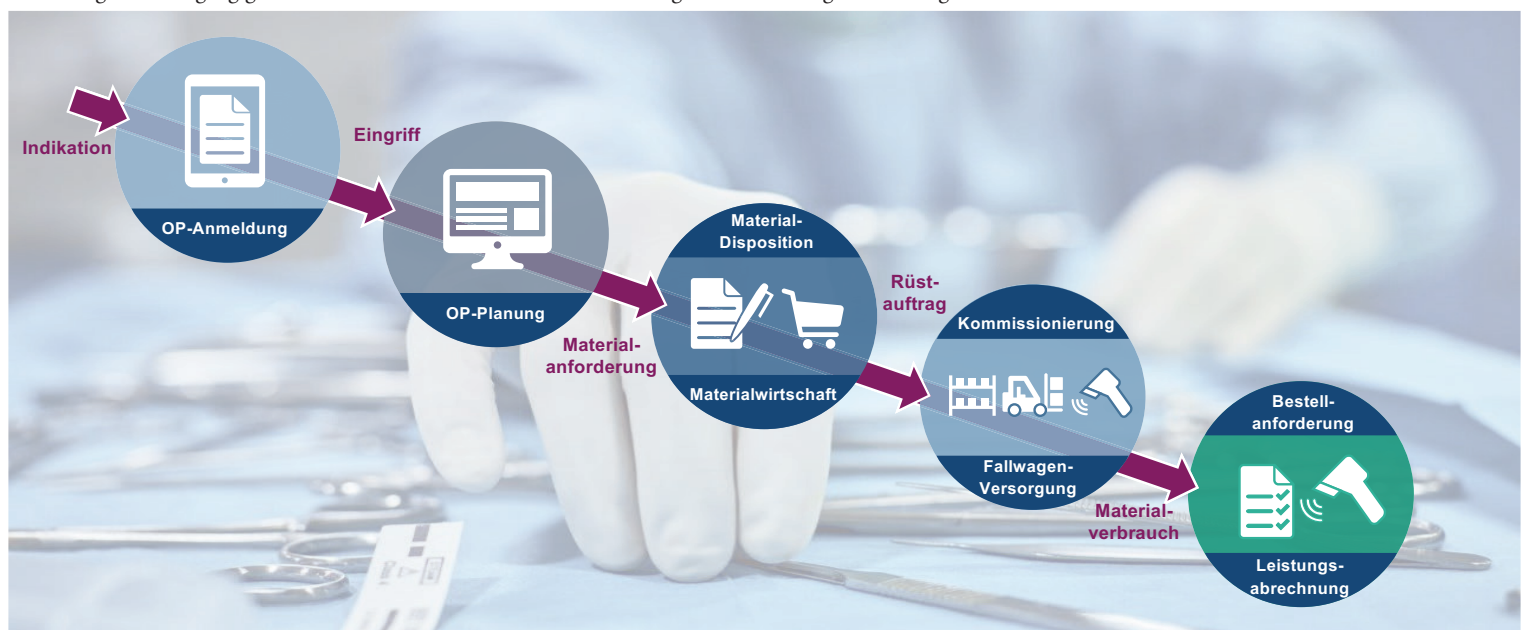 Indikation
OP-Anmeldung
Eingriff
OP-Planung
Material-
anforderung
Material-
Disposition
Materialwirtschaft
Rüst-
auftrag
Kommissionierung
Fallwagen-
Versorgung
Material-
verbrauch
Bestell-
anforderung
Leistungs-
abrechnung